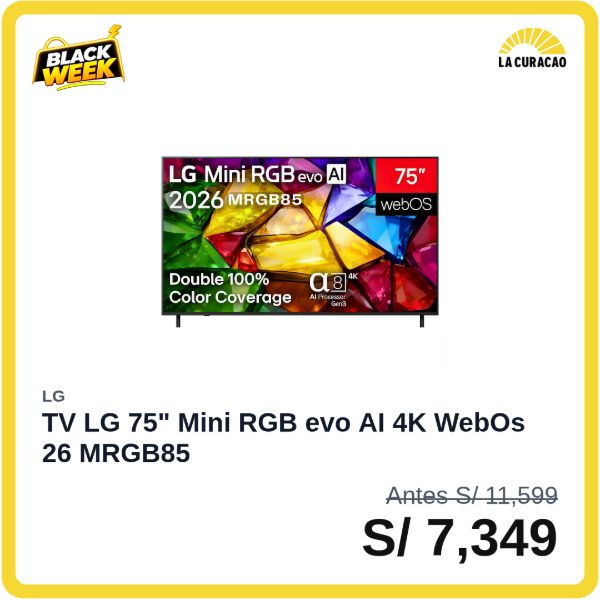 BLACK
WEEK
LA CURACAO
LG Mini RGB evo AI
75"
2026 MRGB85
webOS
Double 100%
Color Coverage
α 8 4K
AI Processor
Gen3
LG
TV LG 75" Mini RGB evo AI 4K WebOs
26 MRGB85
Antes S/ 11,599
S/ 7,349